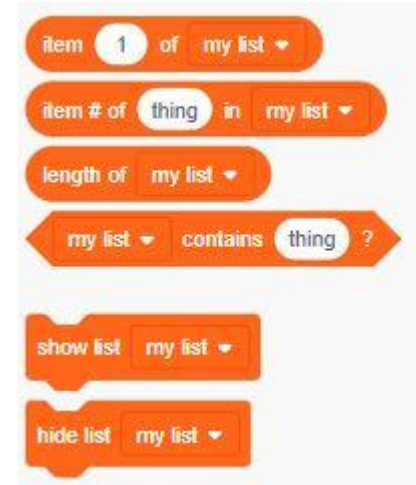 item 1 of my list
item # of thing in my list
length of my list
my list contains thing ?
show list my list
hide list my list